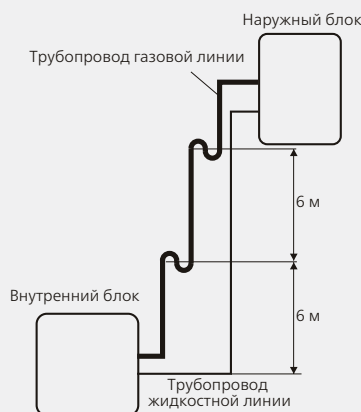 Наружный блок
Трубопровод газовой линии
6 м
6 м
Внутренний блок
Трубопровод
жидкостной линии